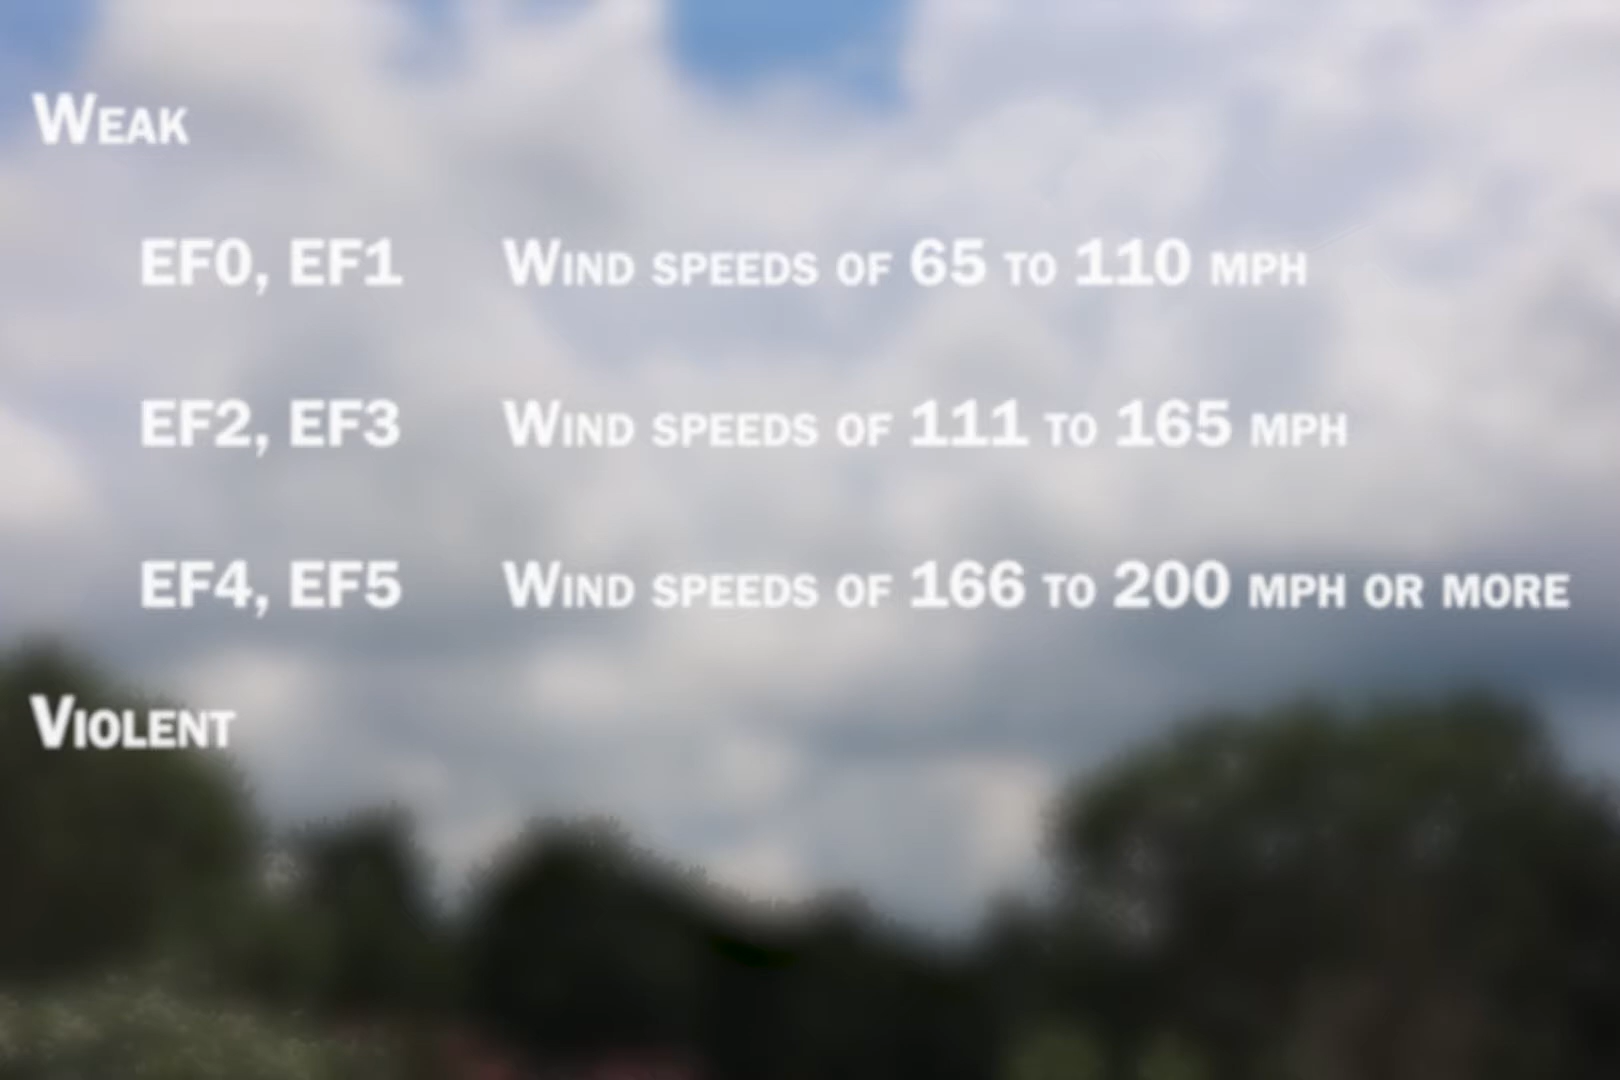 Weak
EF0, EF1 Wind speeds of 65 to 110 mph
EF2, EF3 Wind speeds of 111 to 165 mph
EF4, EF5 Wind speeds of 166 to 200 mph or more
Violent